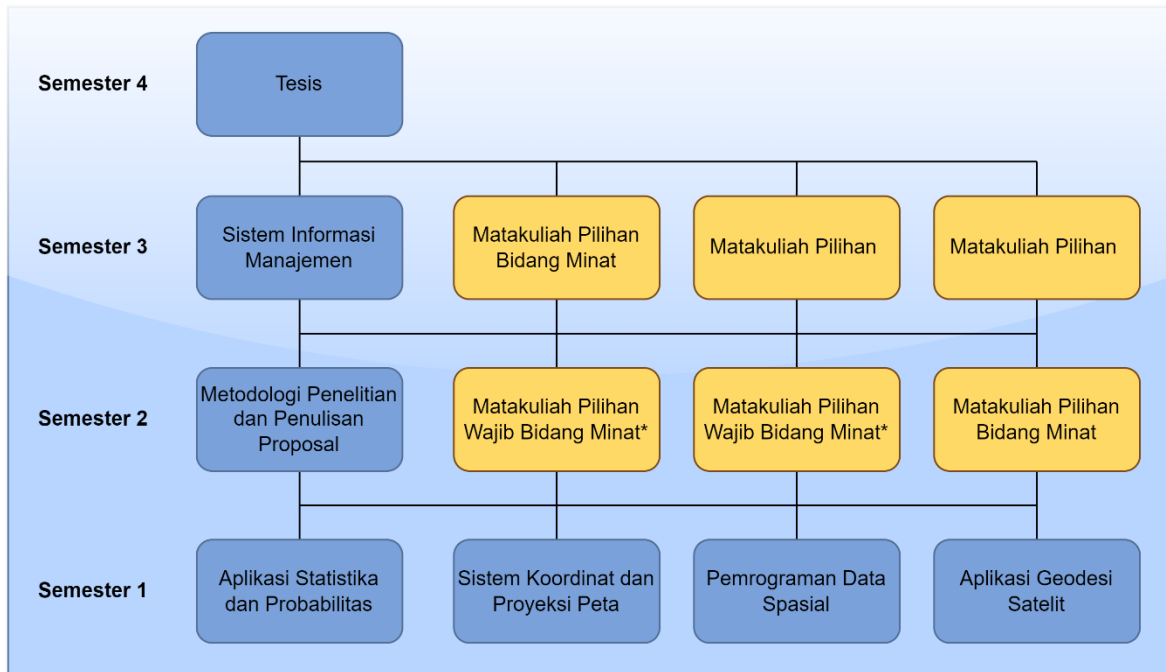 Semester 4
Tesis
Semester 3
Sistem Informasi
Manajemen
Matakuliah Pilihan
Bidang Minat
Matakuliah Pilihan
Matakuliah Pilihan
Semester 2
Metodologi Penelitian
dan Penulisan
Proposal
Matakuliah Pilihan
Wajib Bidang Minat*
Matakuliah Pilihan
Wajib Bidang Minat*
Matakuliah Pilihan
Bidang Minat
Semester 1
Aplikasi Statistika
dan Probabilitas
Sistem Koordinat dan
Proyeksi Peta
Pemrograman Data
Spasial
Aplikasi Geodesi
Satelit